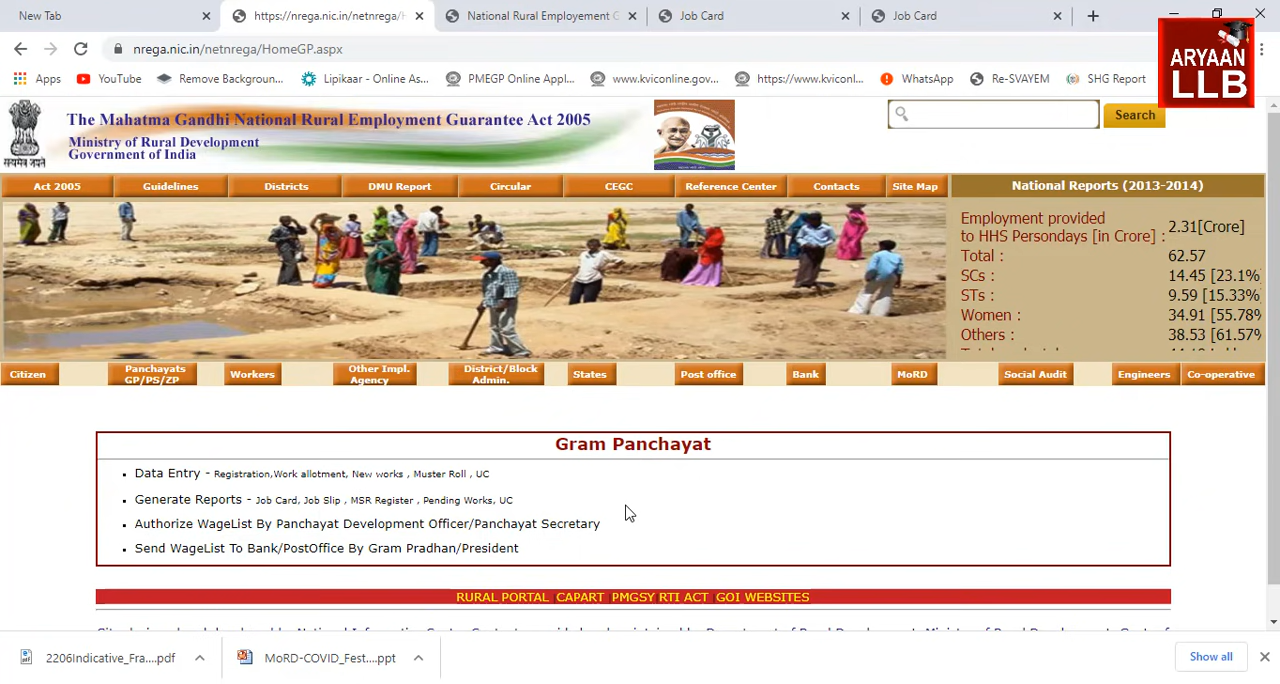 New Tab
https://nrega.nic.in/netnrega/H
National Rural Employement G
Job Card
Job Card
nrega.nic.in/netnrega/HomeGP.aspx
Apps YouTube Remove Backgroun... Lipikaar - Online As... PMEGP Online Appl... www.kviconline.gov... https://www.kviconl... WhatsApp Re-SVAYEM SHG Report
ARYAAN
LLB
सत्यमेव जयते
The Mahatma Gandhi National Rural Employment Guarantee Act 2005
Ministry of Rural Development
Government of India
Search
Act 2005 Guidelines Districts DMU Report Circular CEGC Reference Center Contacts Site Map
National Reports (2013-2014)
Employment provided
to HHS Persondays [in Crore] : 2.31[Crore]
Total : 62.57
SCs : 14.45 [23.1%
STs : 9.59 [15.33%
Women : 34.91 [55.78%
Others : 38.53 [61.57%
Citizen Panchayats GP/PS/ZP Workers Other Impl. Agency District/Block Admin. States Post office Bank MoRD Social Audit Engineers Co-operative
Gram Panchayat
Data Entry - Registration,Work allotment, New works , Muster Roll , UC
Generate Reports - Job Card, Job Slip , MSR Register , Pending Works, UC
Authorize WageList By Panchayat Development Officer/Panchayat Secretary
Send WageList To Bank/PostOffice By Gram Pradhan/President
RURAL PORTAL CAPART PMGSY RTI ACT GOI WEBSITES
2206Indicative_Fra....pdf
MoRD-COVID_Fest....ppt
Show all